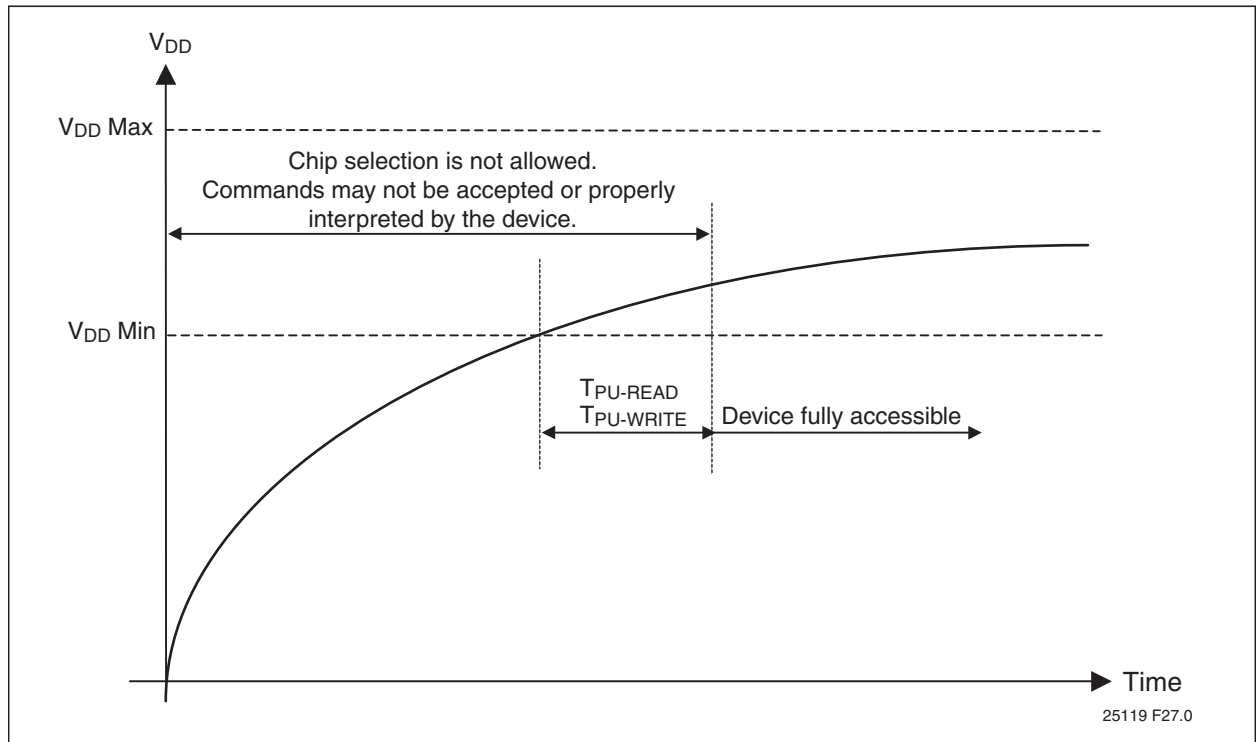 VDD
VDD Max
Chip selection is not allowed.
Commands may not be accepted or properly
interpreted by the device.
VDD Min
TPU-READ
TPU-WRITE
Device fully accessible
Time
25119 F27.0